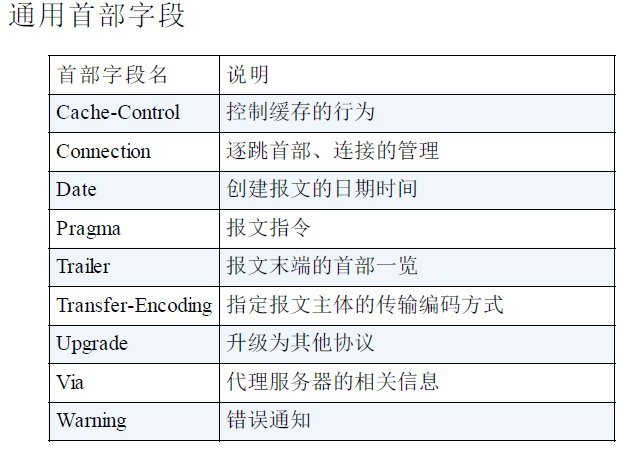 通用首部字段
首部字段名 说明
Cache-Control 控制缓存的行为
Connection 逐跳首部、连接的管理
Date 创建报文的日期时间
Pragma 报文指令
Trailer 报文末端的首部一览
Transfer-Encoding 指定报文主体的传输编码方式
Upgrade 升级为其他协议
Via 代理服务器的相关信息
Warning 错误通知